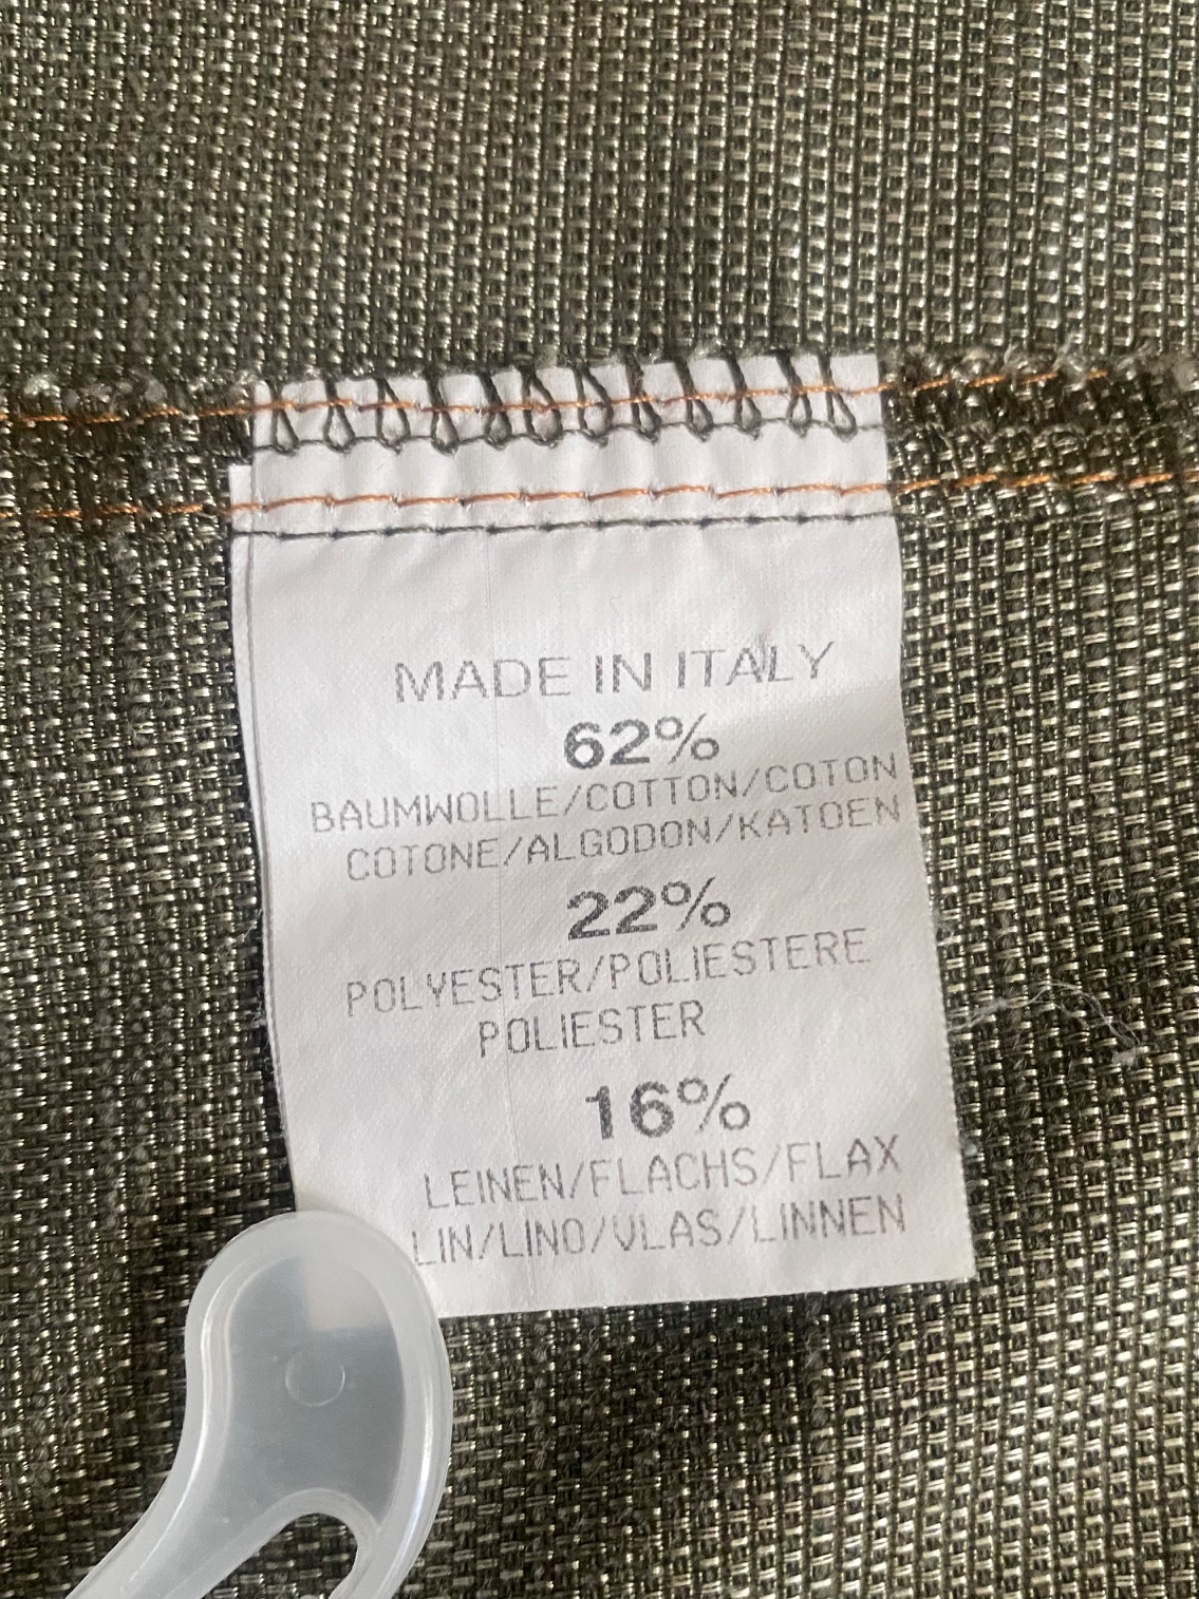 MADE IN ITALY
62%
BAUMWOLLE/COTTON/COTON
COTONE/ALGODON/KATOEN
22%
POLYESTER/POLIESTERE
POLIESTER
16%
LEINEN/FLACHS/FLAX
LIN/LINO/VLAS/LINNEN